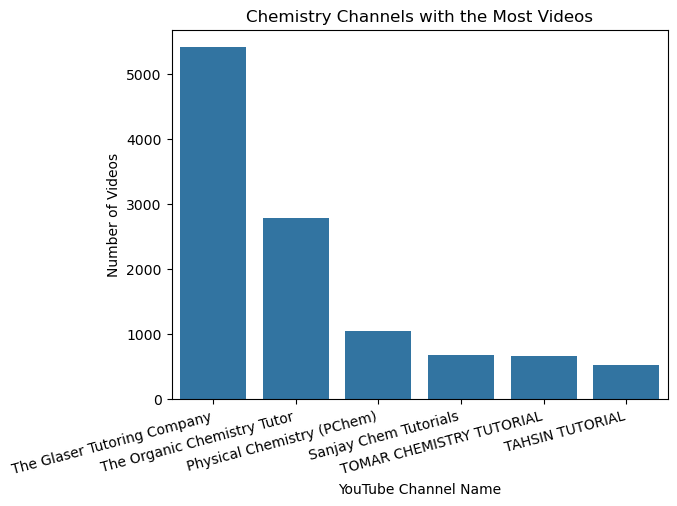 Chemistry Channels with the Most Videos
Number of Videos
5000
4000
3000
2000
1000
0
The Glaser Tutoring Company
The Organic Chemistry Tutor
Physical Chemistry (PChem)
Sanjay Chem Tutorials
TOMAR CHEMISTRY TUTORIAL
TAHSIN TUTORIAL
YouTube Channel Name